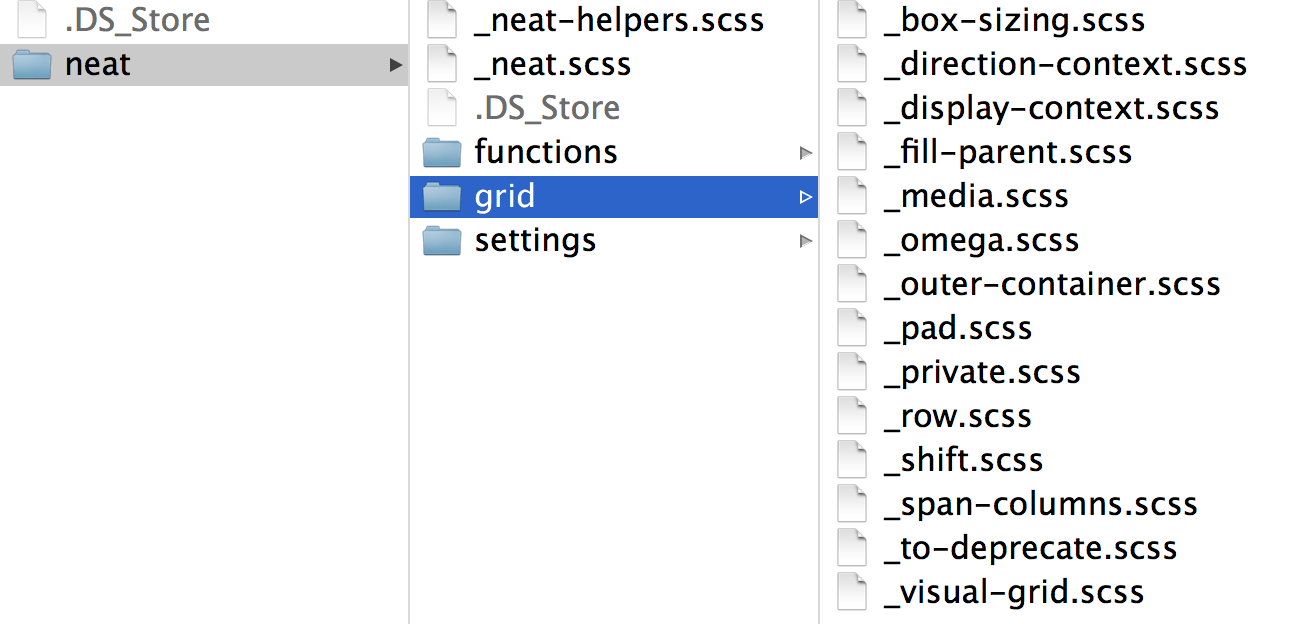 .DS_Store
neat
_neat-helpers.scss
_neat.scss
.DS_Store
functions
grid
settings
_box-sizing.scss
_direction-context.scss
_display-context.scss
_fill-parent.scss
_media.scss
_omega.scss
_outer-container.scss
_pad.scss
_private.scss
_row.scss
_shift.scss
_span-columns.scss
_to-deprecate.scss
_visual-grid.scss